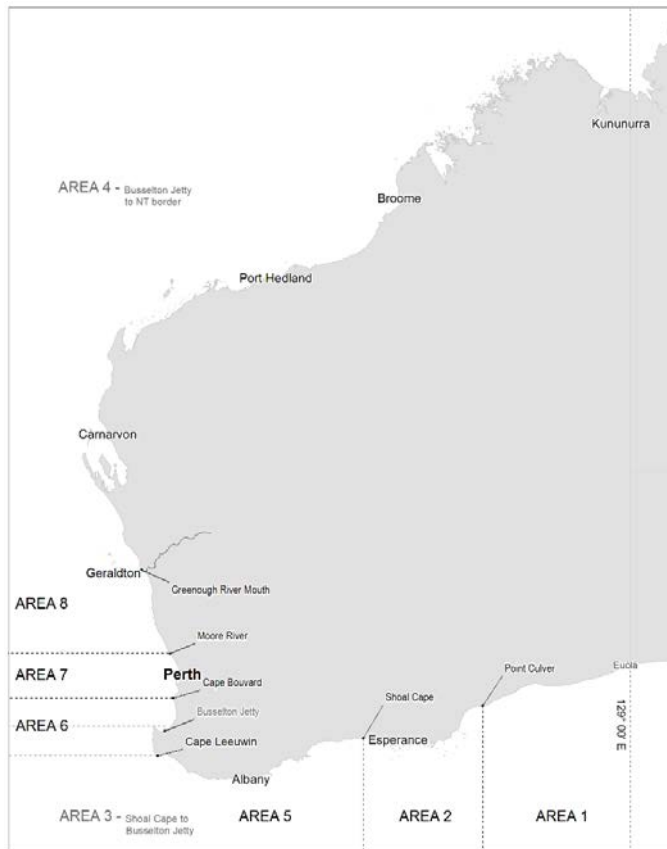 Kununurra
AREA 4 - Busselton Jetty
to NT border
Broome
Port Hedland
Carnarvon
Geraldton
Greenough River Mouth
AREA 8
Moore River
AREA 7
Perth
Cape Bouvard
Point Culver
Eucla
Shoal Cape
Busselton Jetty
AREA 6
129° 00' E
Esperance
Cape Leeuwin
Albany
AREA 3 - Shoal Cape to
Busselton Jetty
AREA 5
AREA 2
AREA 1